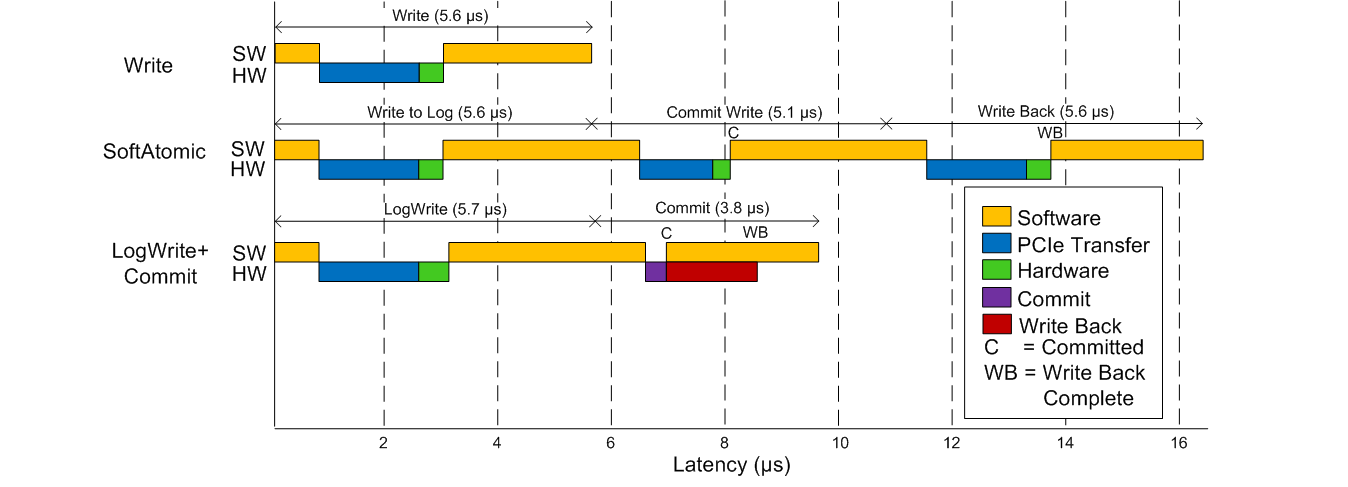 Write (5.6 µs)
Write
SW
HW
Write to Log (5.6 µs)
Commit Write (5.1 µs)
Write Back (5.6 µs)
C
WB
SoftAtomic
SW
HW
LogWrite (5.7 µs)
Commit (3.8 µs)
C
WB
LogWrite+
Commit
SW
HW
Software
PCIe Transfer
Hardware
Commit
Write Back
C = Committed
WB = Write Back
Complete
2 4 6 8 10 12 14 16
Latency (µs)